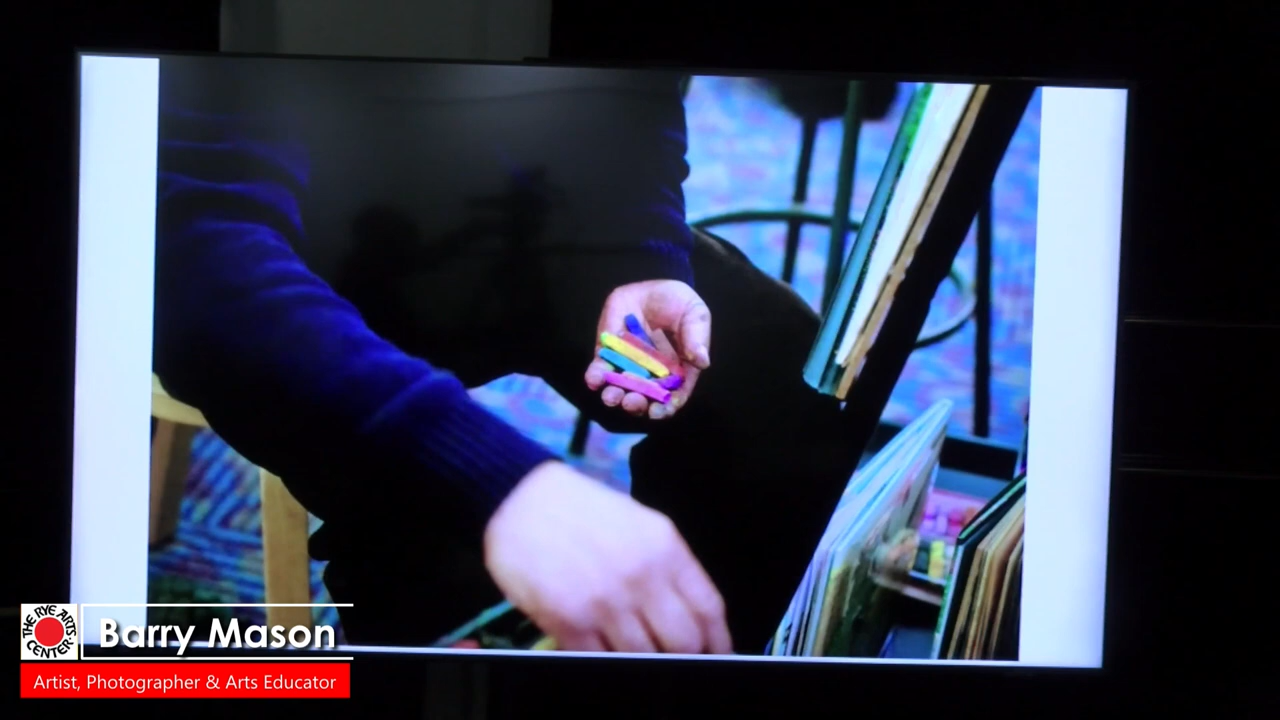 THE RYE ARTS
CENTER
Barry Mason
Artist, Photographer & Arts Educator